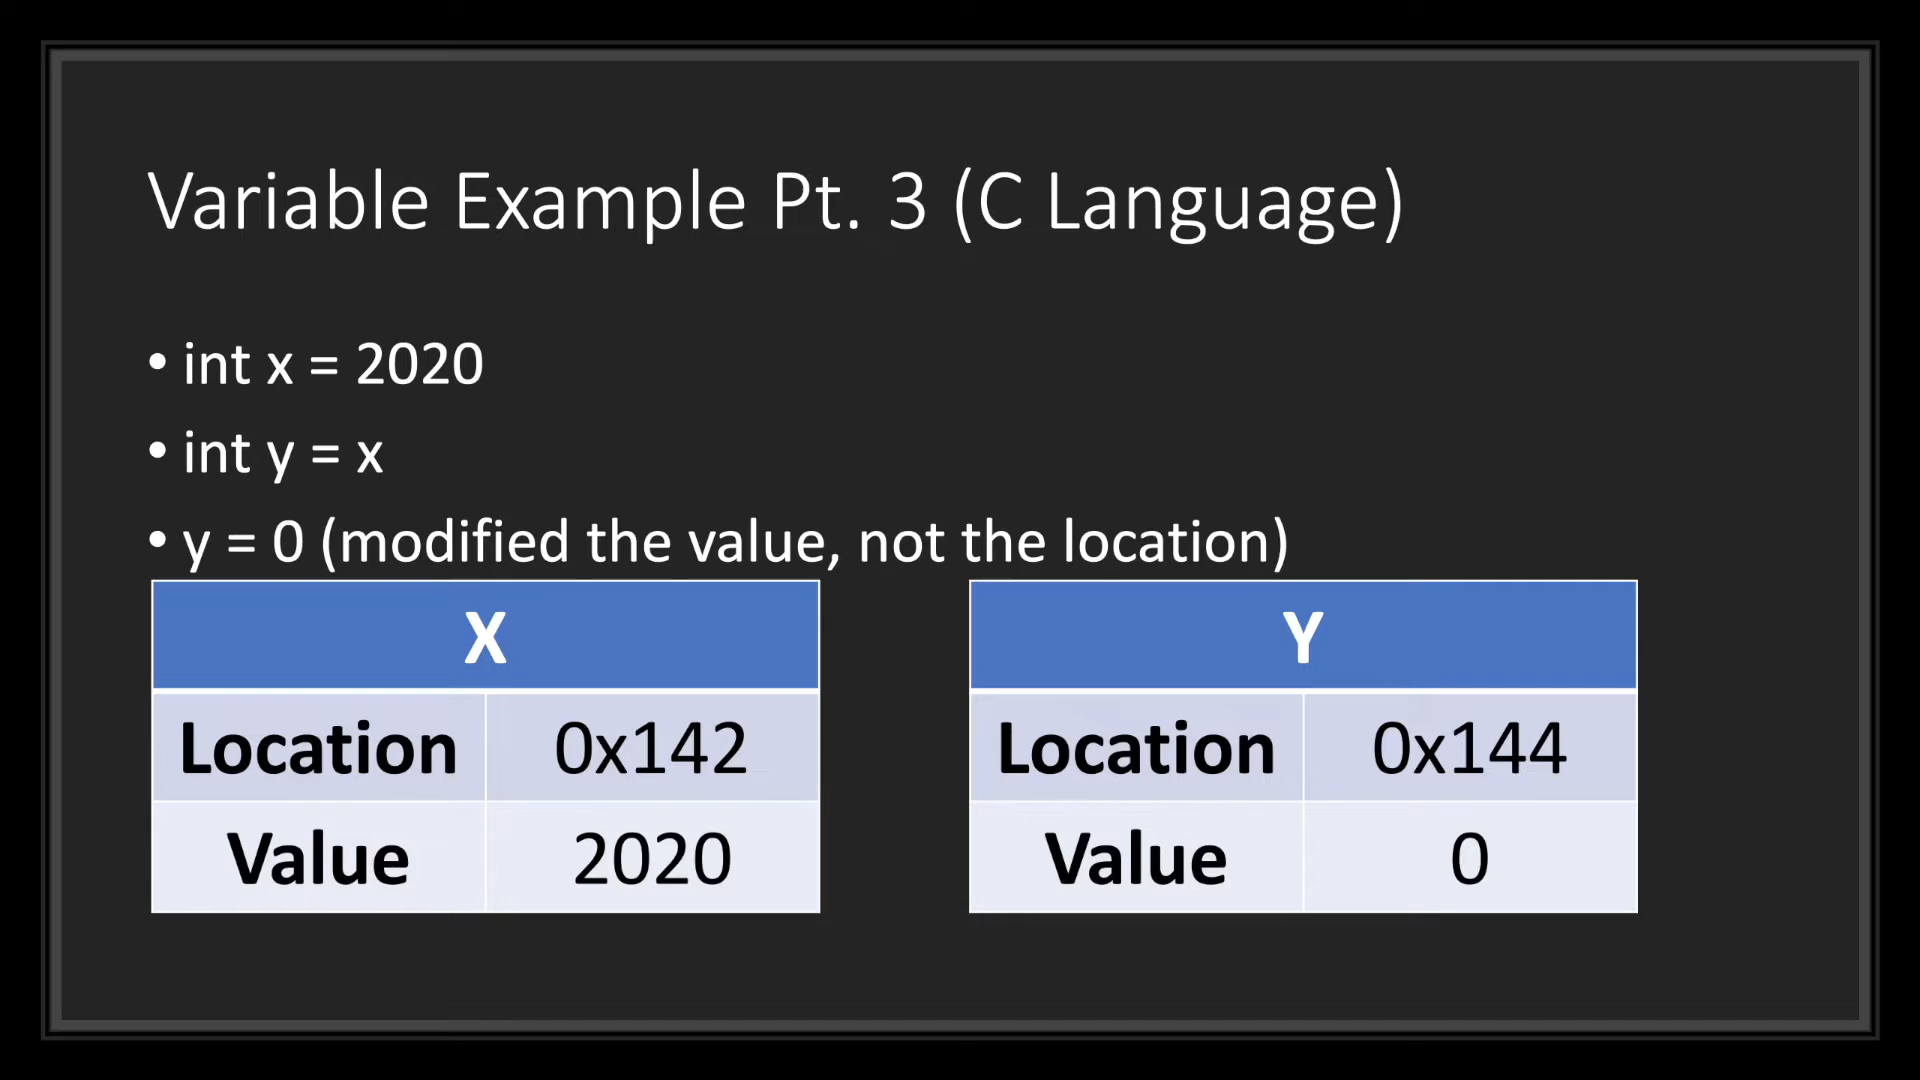 Variable Example Pt. 3 (C Language)
• int x = 2020
• int y = x
• y = 0 (modified the value, not the location)
X
Location 0x142
Value 2020
Y
Location 0x144
Value 0